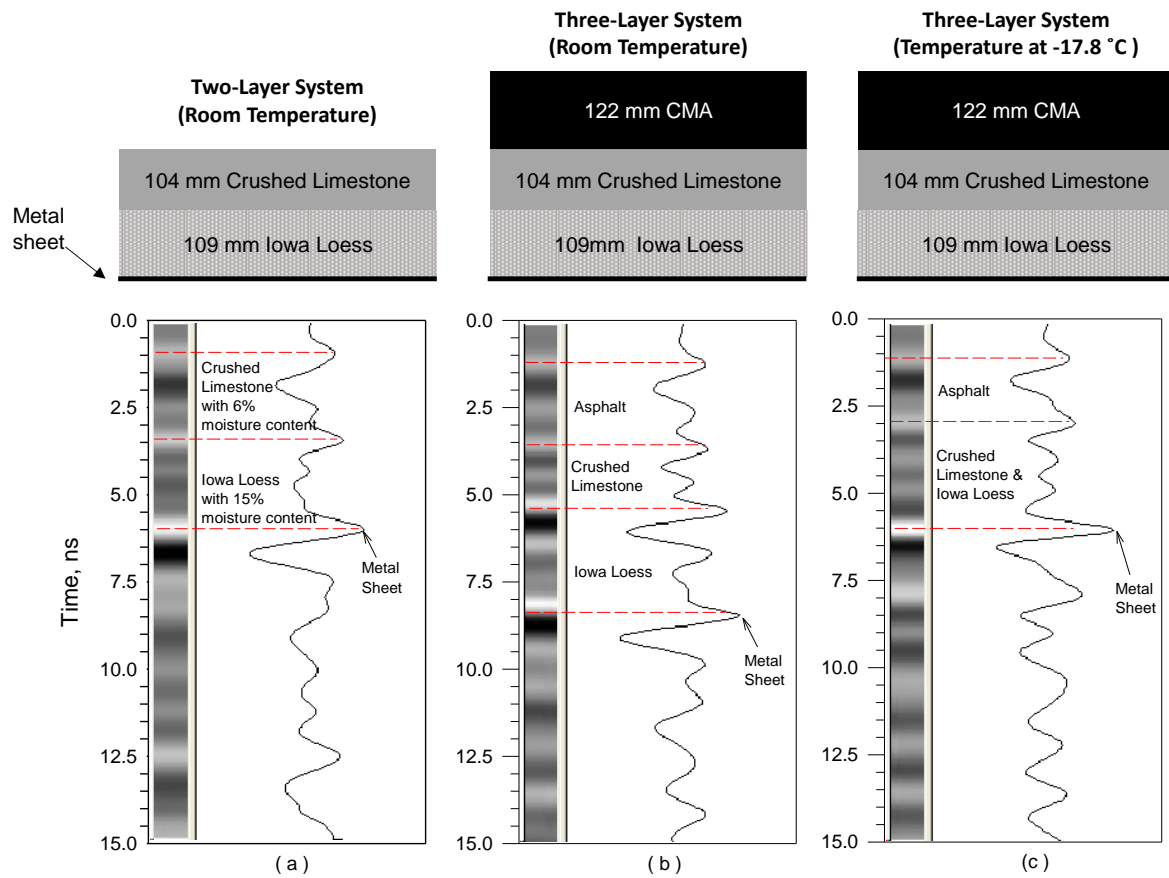 Two-Layer System
(Room Temperature)
Three-Layer System
(Room Temperature)
Three-Layer System
(Temperature at -17.8 ˚C )
104 mm Crushed Limestone
109 mm Iowa Loess
Metal
sheet
122 mm CMA
104 mm Crushed Limestone
109mm Iowa Loess
122 mm CMA
104 mm Crushed Limestone
109 mm Iowa Loess
Time, ns
0.0
2.5
5.0
7.5
10.0
12.5
15.0
Crushed
Limestone
with 6%
moisture content
Iowa Loess
with 15%
moisture content
Metal
Sheet
( a )
0.0
2.5
5.0
7.5
10.0
12.5
15.0
Asphalt
Crushed
Limestone
Iowa Loess
Metal
Sheet
( b )
0.0
2.5
5.0
7.5
10.0
12.5
15.0
Asphalt
Crushed
Limestone &
Iowa Loess
Metal
Sheet
(c)